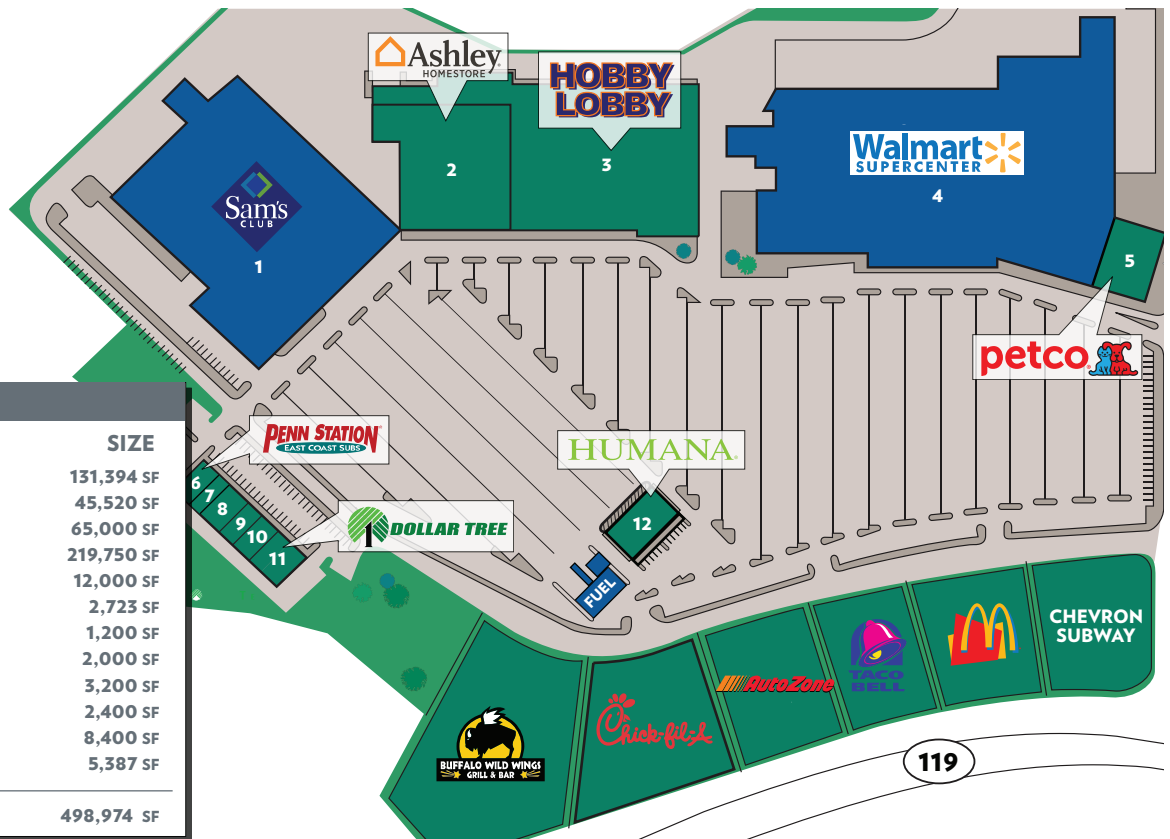 Ashley
HOMESTORE
HOBBY
LOBBY
2
3
Walmart
SUPERCENTER
4
Sam's
CLUB
1
5
petco
SIZE
131,394 SF
45,520 SF
65,000 SF
219,750 SF
12,000 SF
2,723 SF
1,200 SF
2,000 SF
3,200 SF
2,400 SF
8,400 SF
5,387 SF
498,974 SF
PENN STATION
EAST COAST SUBS
6
7
8
9
10
11
1 DOLLAR TREE
HUMANA
12
FUEL
BUFFALO WILD WINGS
GRILL & BAR
Chick-fil-A
AutoZone
TACO
BELL
M
CHEVRON
SUBWAY
119